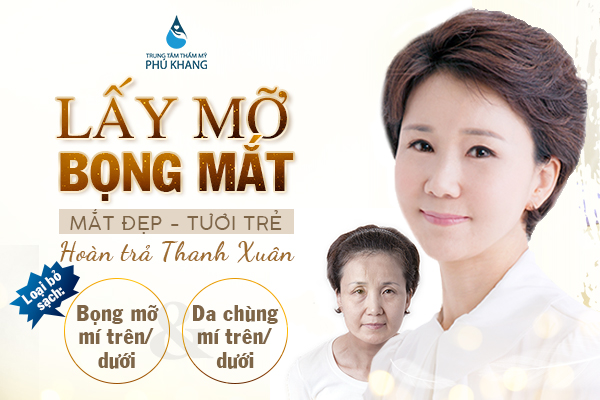 TRUNG TÂM THẨM MỸ
PHÚ KHANG
LẤY MỠ
BỌNG MẮT
MẮT ĐẸP - TƯƠI TRẺ
Hoàn trả Thanh Xuân
Loại bỏ
sạch:
Bọng mỡ
mí trên/
dưới
&
Da chùng
mí trên/
dưới